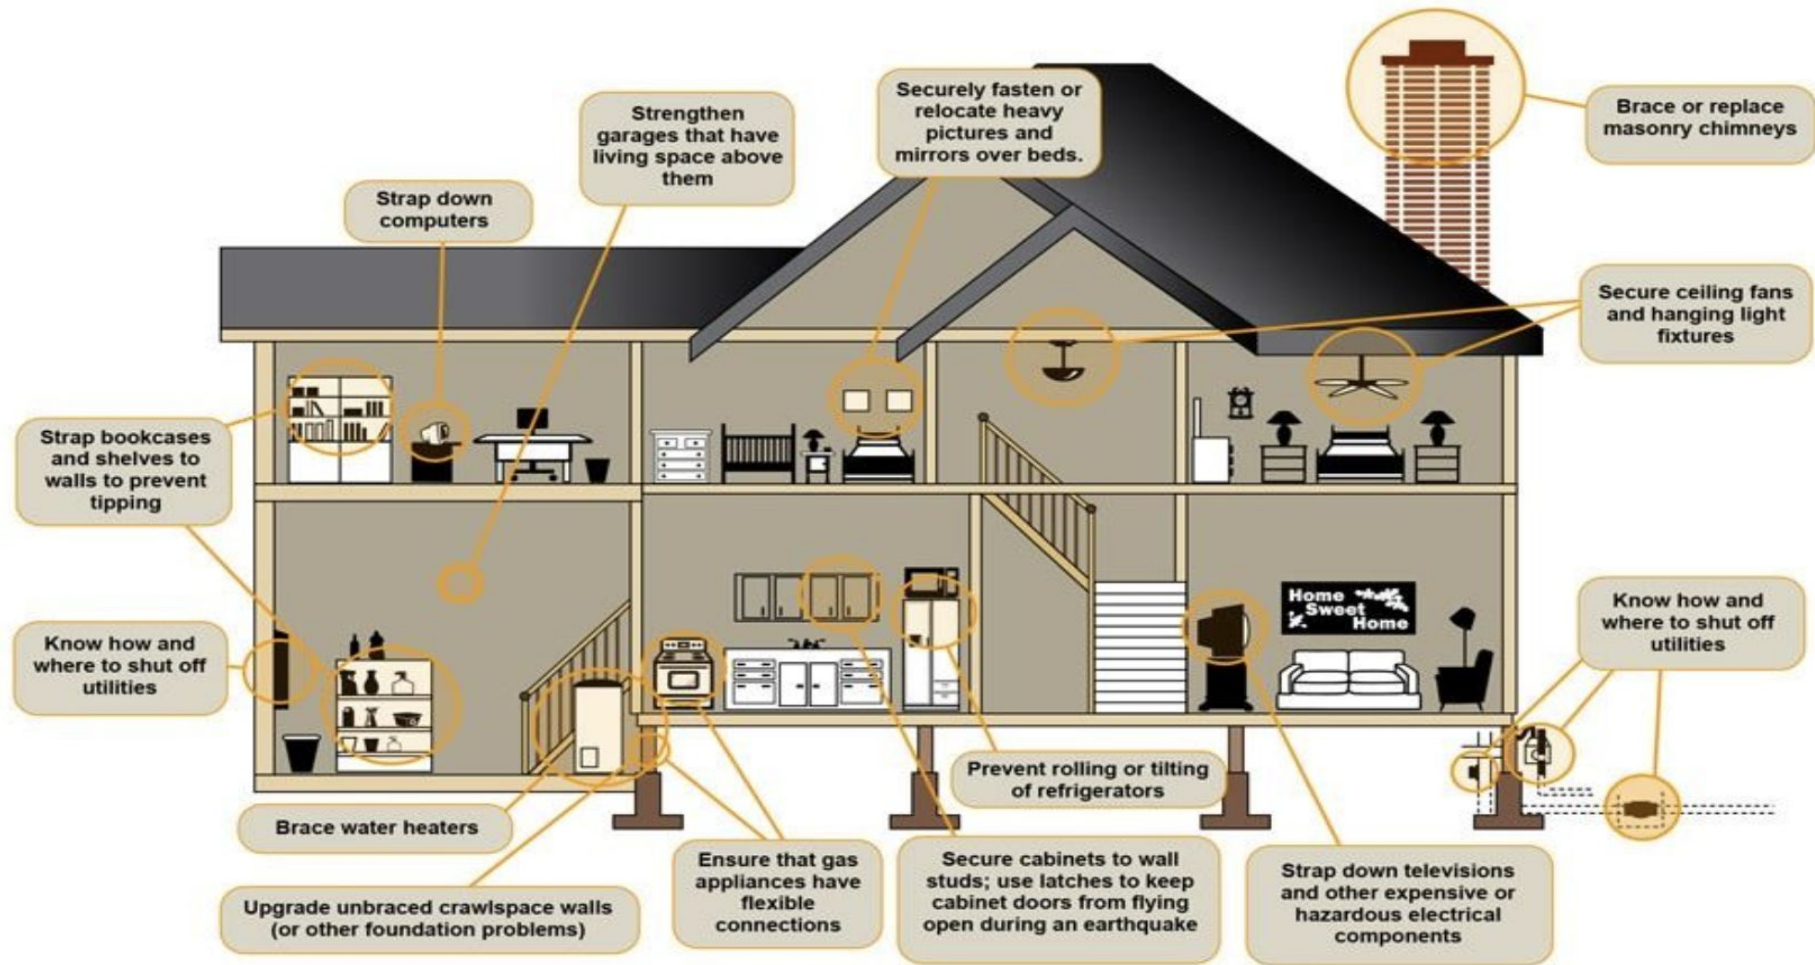 Brace or replace
masonry chimneys
Securely fasten or
relocate heavy
pictures and
mirrors over beds.
Strengthen
garages that have
living space above
them
Strap down
computers
Secure ceiling fans
and hanging light
fixtures
Strap bookcases
and shelves to
walls to prevent
tipping
Know how and
where to shut off
utilities
Home
Sweet
Home
Know how and
where to shut off
utilities
Prevent rolling or tilting
of refrigerators
Brace water heaters
Upgrade unbraced crawlspace walls
(or other foundation problems)
Ensure that gas
appliances have
flexible
connections
Secure cabinets to wall
studs; use latches to keep
cabinet doors from flying
open during an earthquake
Strap down televisions
and other expensive or
hazardous electrical
components